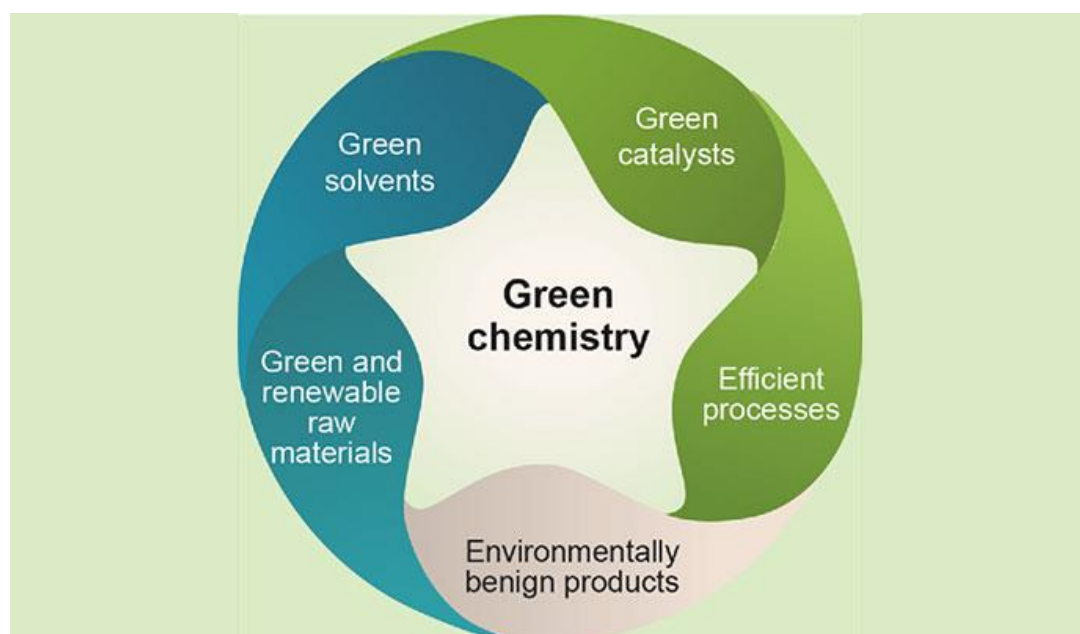 Green
solvents
Green
catalysts
Green
chemistry
Green and
renewable
raw
materials
Efficient
processes
Environmentally
benign products